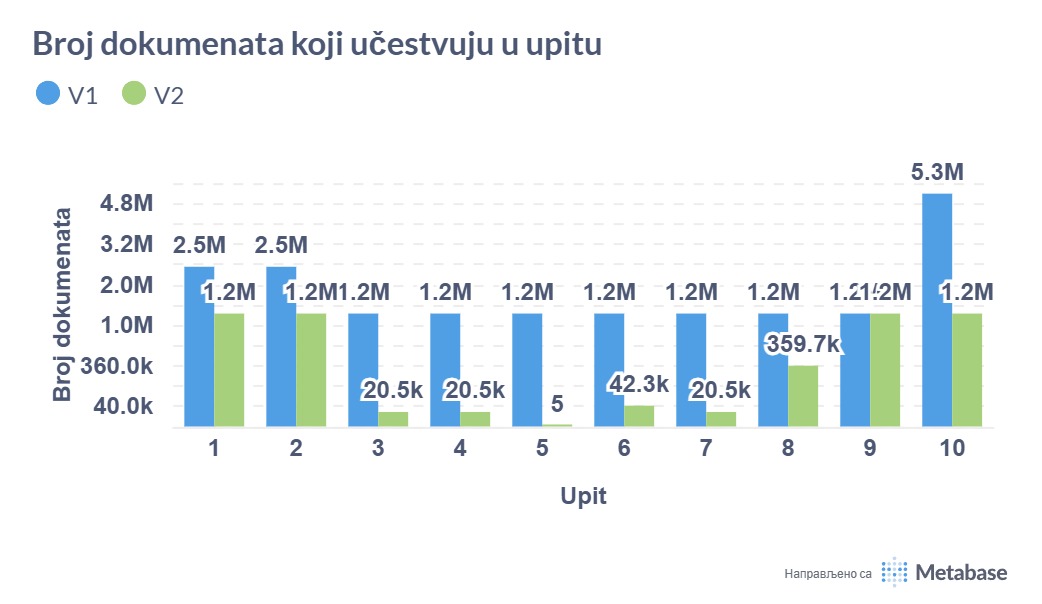 Broj dokumenata koji učestvuju u upitu
V1 V2
Broj dokumenata
4.8M
3.2M
2.0M
1.0M
360.0k
40.0k
5.3M
2.5M 2.5M
1.2M 1.2M 1.2M 1.2M 1.2M 1.2M 1.2M 1.2M 1.2M 1.2M 1.2M
359.7k
20.5k 20.5k 5 42.3k 20.5k
1 2 3 4 5 6 7 8 9 10
Upit
Направљено са Metabase